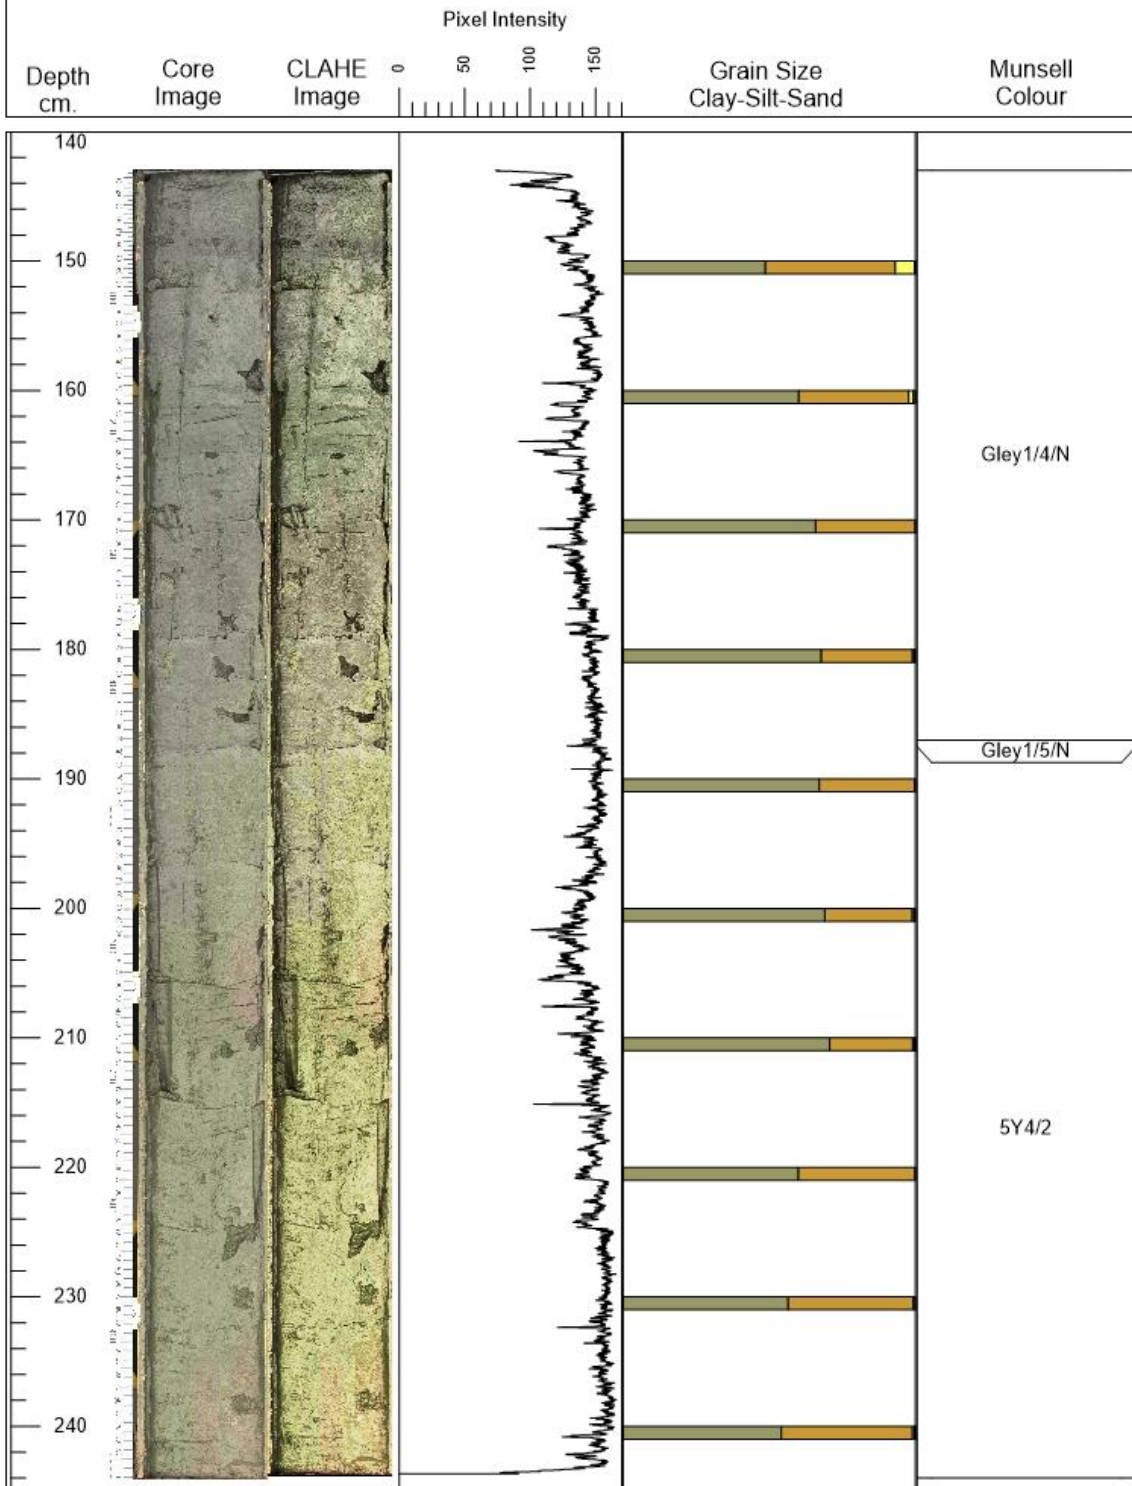 Pixel Intensity
Depth
cm.
Core
Image
CLAHE
Image
0
50
100
150
Grain Size
Clay-Silt-Sand
Munsell
Colour
140
150
160
Gley1/4/N
170
180
Gley1/5/N
190
200
210
5Y4/2
220
230
240